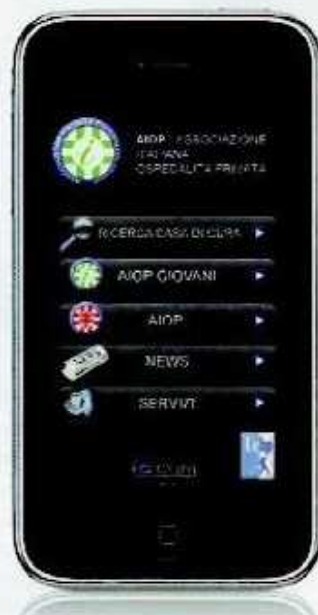 AIOP ASSOCIAZIONE
ITALIANA
OSPEDALITÀ PRIVATA
RICERCA CASA DI CURA
AIOP GIOVANI
AIOP
NEWS
SERVIZI